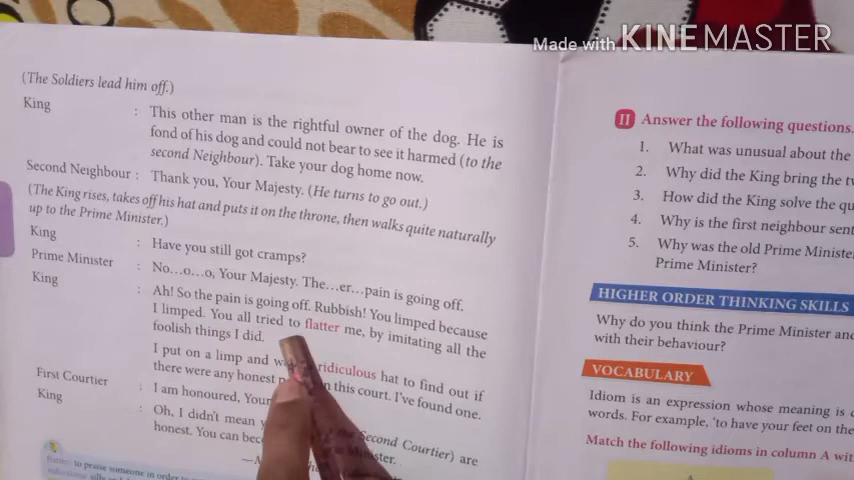 Made with KINEMASTER
(The Soldiers lead him off.)
King : This other man is the rightful owner of the dog. He is
fond of his dog and could not bear to see it harmed (to the
second Neighbour). Take your dog home now.
Second Neighbour : Thank you, Your Majesty. (He turns to go out.)
(The King rises, takes off his hat and puts it on the throne, then walks quite naturally
up to the Prime Minister.)
King : Have you still got cramps?
Prime Minister : No...o...o, Your Majesty. The...er...pain is going off.
King : Ah! So the pain is going off. Rubbish! You limped because
I limped. You all tried to flatter me, by imitating all the
foolish things I did.
I put on a limp and ridiculous hat to find out if
there were any honest in this court. I've found one.
First Courtier : I am honoured, Your
King : Oh, I didn't mean Second Courtier) are
honest. You can
flatter: to praise someone in order to
II Answer the following questions.
1. What was unusual about the
2. Why did the King bring the
3. How did the King solve the
4. Why is the first neighbour
5. Why was the old Prime
Prime Minister?
HIGHER ORDER THINKING SKILLS
Why do you think the Prime Minister
with their behaviour?
VOCABULARY
Idiom is an expression whose meaning is
words. For example, 'to have your feet on the
Match the following idioms in column A
A